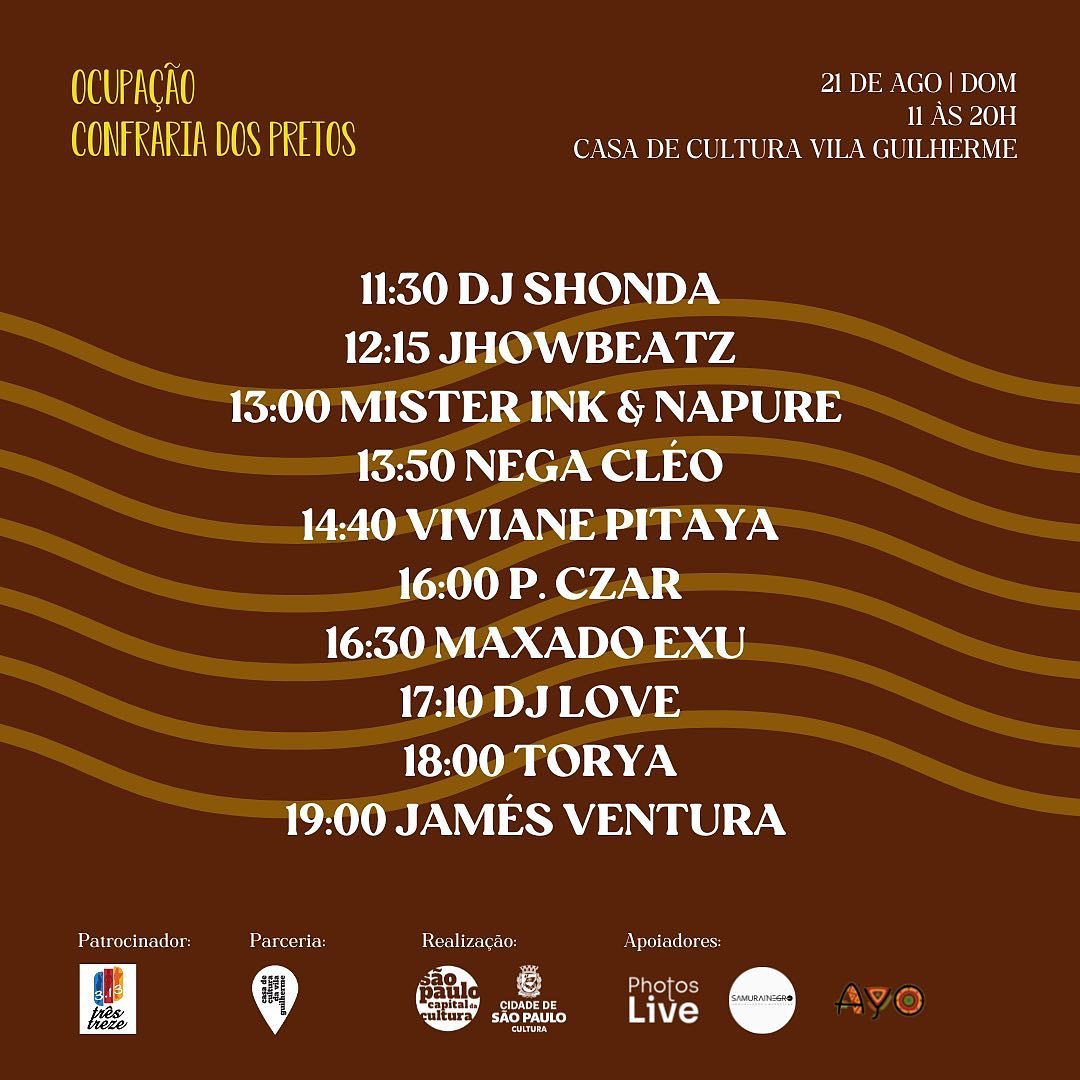 OCUPAÇÃO
CONFRARIA DOS PRETOS
21 DE AGO | DOM
11 ÀS 20H
CASA DE CULTURA VILA GUILHERME
11:30 DJ SHONDA
12:15 JHOWBEATZ
13:00 MISTER INK & NAPURE
13:50 NEGA CLÉO
14:40 VIVIANE PITAYA
16:00 P. CZAR
16:30 MAXADO EXU
17:10 DJ LOVE
18:00 TORYA
19:00 JAMÉS VENTURA
Patrocinador:
3.13
três
treze
Parceria:
casa de
cultura
da vila
guilherme
Realização:
são
paulo
capital da
cultura
CIDADE DE
SÃO PAULO
CULTURA
Apoiadores:
Photos
Live
SAMURAINEGRO
AYO